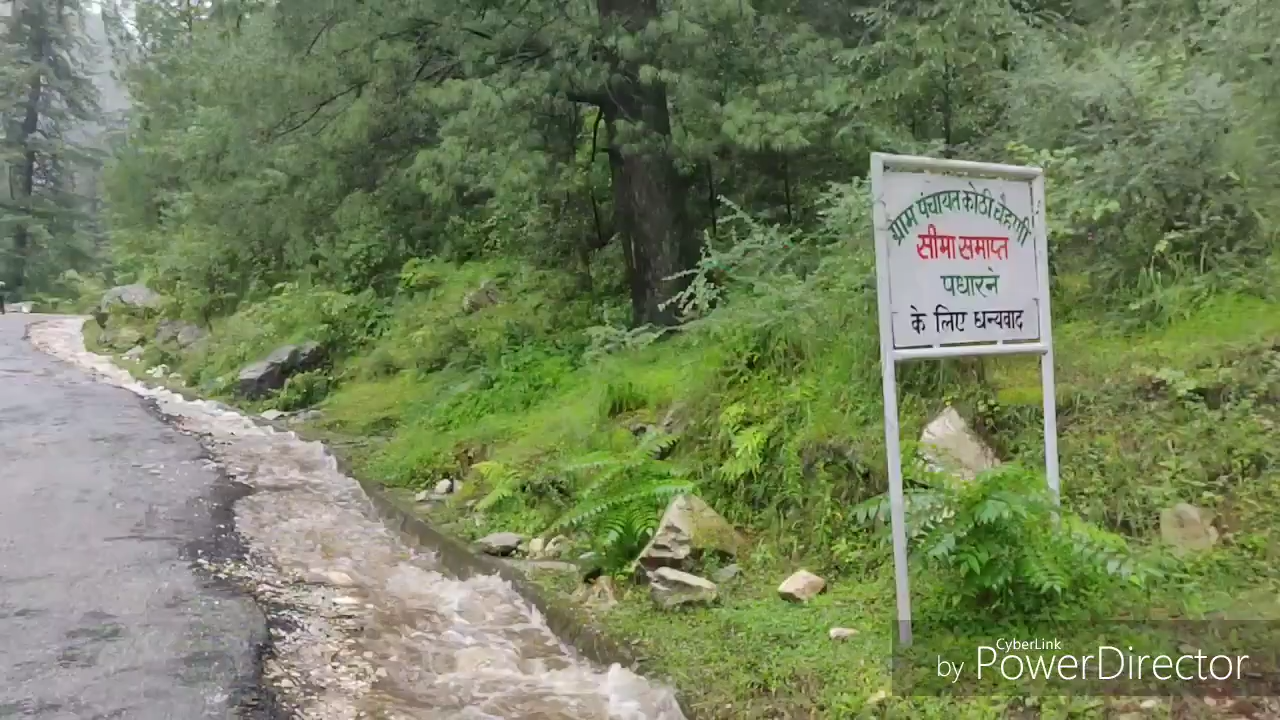 ग्राम पंचायत कोठी चेहणी
सीमा समाप्त
पधारने
के लिए धन्यवाद
CyberLink
by PowerDirector